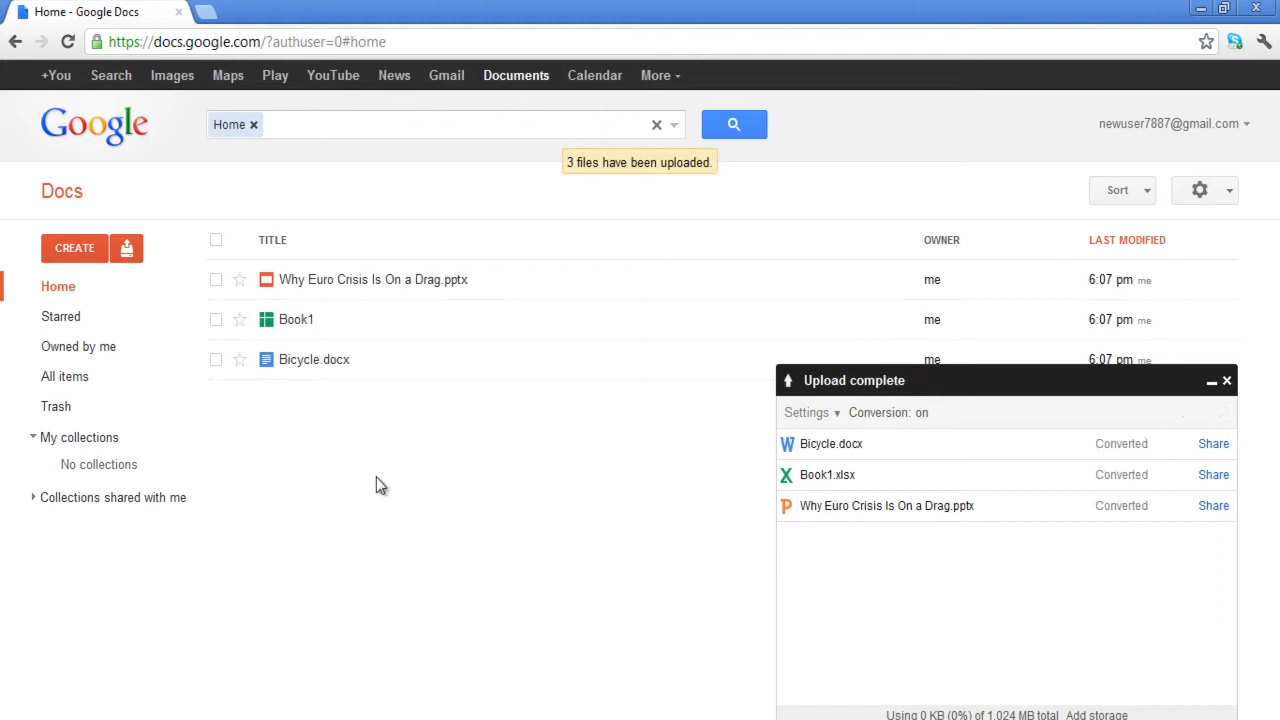 Home - Google Docs
https://docs.google.com/?authuser=0#home
+You Search Images Maps Play YouTube News Gmail Documents Calendar More
Google
Home
newuser7887@gmail.com
3 files have been uploaded.
Docs
Sort
CREATE
TITLE OWNER LAST MODIFIED
Home
Starred
Owned by me
All items
Trash
My collections
No collections
Collections shared with me
Why Euro Crisis Is On a Drag.pptx me 6:07 pm me
Book1 me 6:07 pm me
Bicycle.docx me 6:07 pm me
Upload complete
Settings Conversion: on
Bicycle.docx Converted Share
Book1.xlsx Converted Share
Why Euro Crisis Is On a Drag.pptx Converted Share
Using 0 KB (0%) of 1,024 MB total Add storage